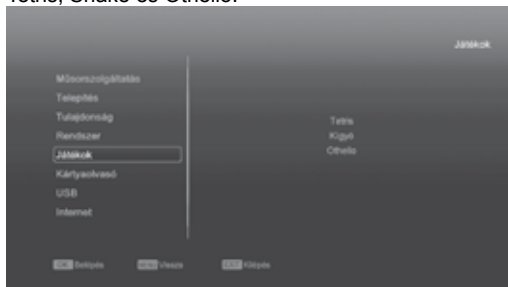 Tetris, Snake és Othello.
Játékok
Műsorszolgáltatás
Telepítés
Tulajdonság
Rendszer
Játékok
Kártyaolvasó
USB
Internet
Tetris
Kígyó
Othello
OK Belépés MENU Vissza EXIT Kilépés